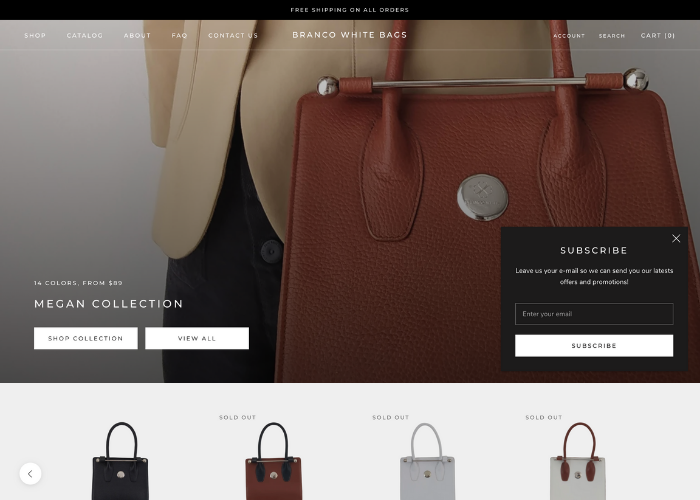 FREE SHIPPING ON ALL ORDERS
SHOP CATALOG ABOUT FAQ CONTACT US BRANCO WHITE BAGS ACCOUNT SEARCH CART (0)
14 COLORS, FROM $89
MEGAN COLLECTION
SHOP COLLECTION VIEW ALL
SUBSCRIBE
Leave us your e-mail so we can send you our latests
offers and promotions!
Enter your email
SUBSCRIBE
SOLD OUT SOLD OUT SOLD OUT